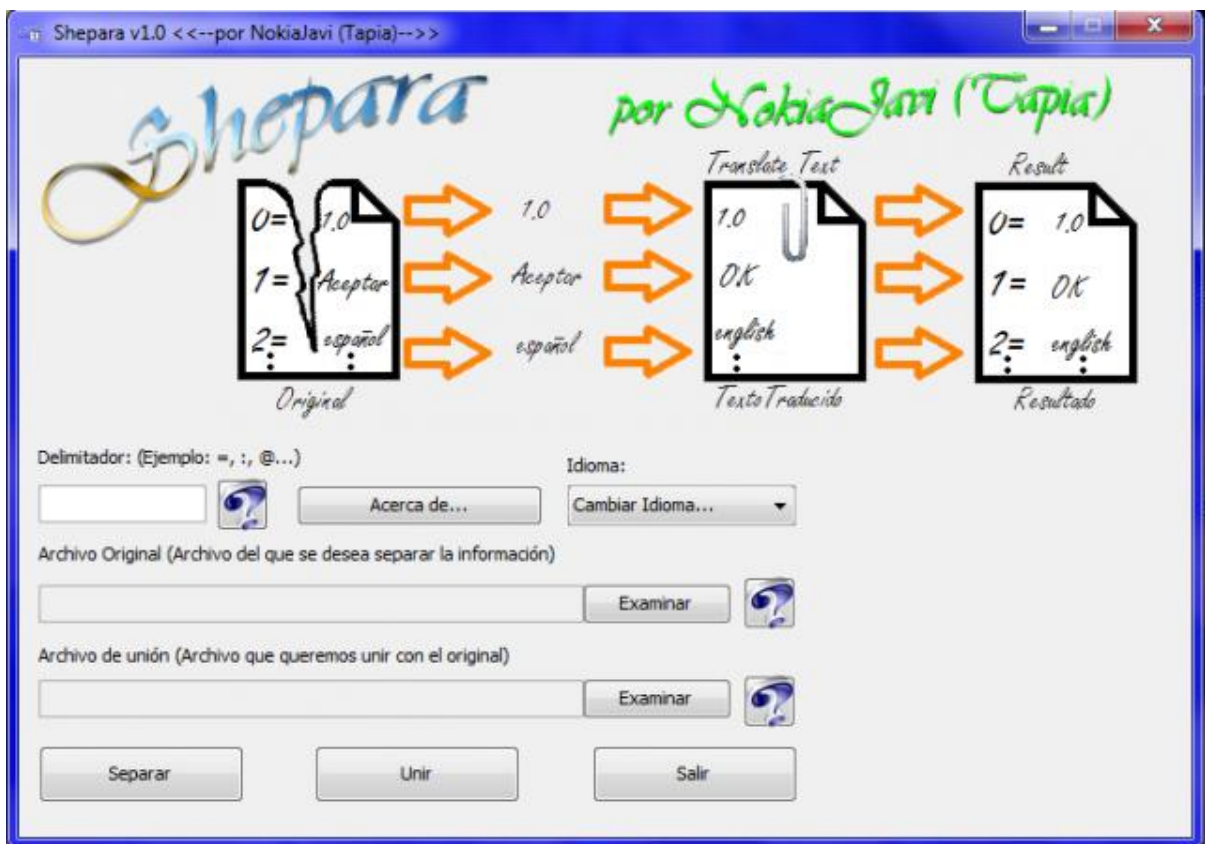 Shepara v1.0 <<--por NokiaJavi (Tapia)-->>
Shepara
por NokiaJavi (Tapia)
Translate Text
Result
0= 1.0
1.0
1.0
0= 1.0
1= Aceptar
Aceptar
OK
1= OK
2= español
español
english
2= english
Original
TextoTraducido
Resultado
Delimitador: (Ejemplo: =, :, @...)
Idioma:
Acerca de...
Cambiar Idioma...
Archivo Original (Archivo del que se desea separar la información)
Examinar
Archivo de unión (Archivo que queremos unir con el original)
Examinar
Separar
Unir
Salir